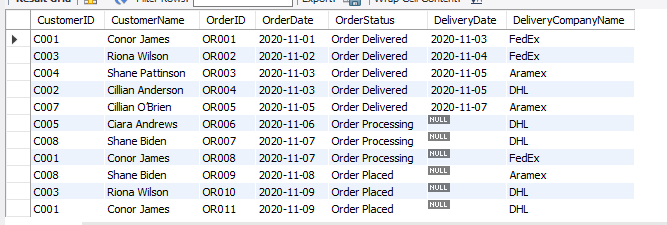 Result Grid Filter Rows: Export: Wrap Cell Content:
CustomerID CustomerName OrderID OrderDate OrderStatus DeliveryDate DeliveryCompanyName
C001 Conor James OR001 2020-11-01 Order Delivered 2020-11-03 FedEx
C003 Riona Wilson OR002 2020-11-02 Order Delivered 2020-11-04 FedEx
C004 Shane Pattinson OR003 2020-11-03 Order Delivered 2020-11-05 Aramex
C002 Cillian Anderson OR004 2020-11-03 Order Delivered 2020-11-05 DHL
C007 Cillian O'Brien OR005 2020-11-05 Order Delivered 2020-11-07 Aramex
C005 Ciara Andrews OR006 2020-11-06 Order Processing NULL DHL
C008 Shane Biden OR007 2020-11-07 Order Processing NULL DHL
C001 Conor James OR008 2020-11-07 Order Processing NULL FedEx
C008 Shane Biden OR009 2020-11-08 Order Placed NULL Aramex
C003 Riona Wilson OR010 2020-11-09 Order Placed NULL DHL
C001 Conor James OR011 2020-11-09 Order Placed NULL DHL